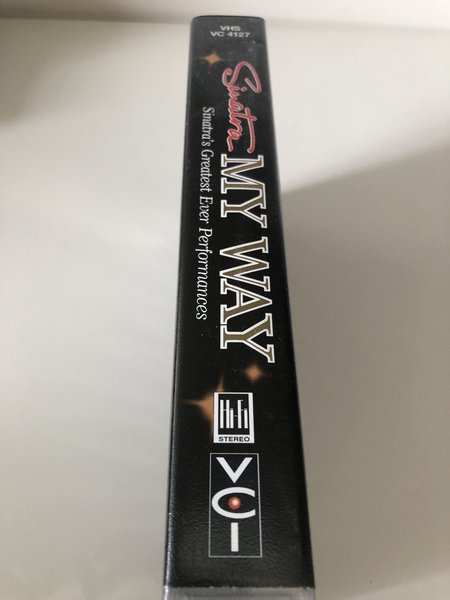 VHS
VC 4127
Sinatra
MY WAY
Sinatra's Greatest Ever Performances
Hi-Fi
STEREO
VCI